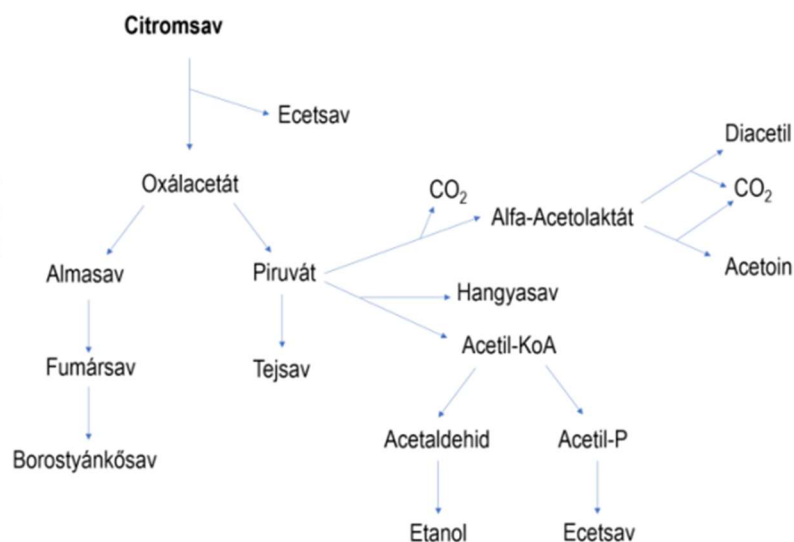 Citromsav
Ecetsav
Diacetil
Oxálacetát
CO₂
CO₂
Alfa-Acetolaktát
Almasav
Piruvát
Acetoin
Hangyasav
Acetil-KoA
Fumársav
Tejsav
Acetaldehid
Acetil-P
Borostyánkősav
Etanol
Ecetsav